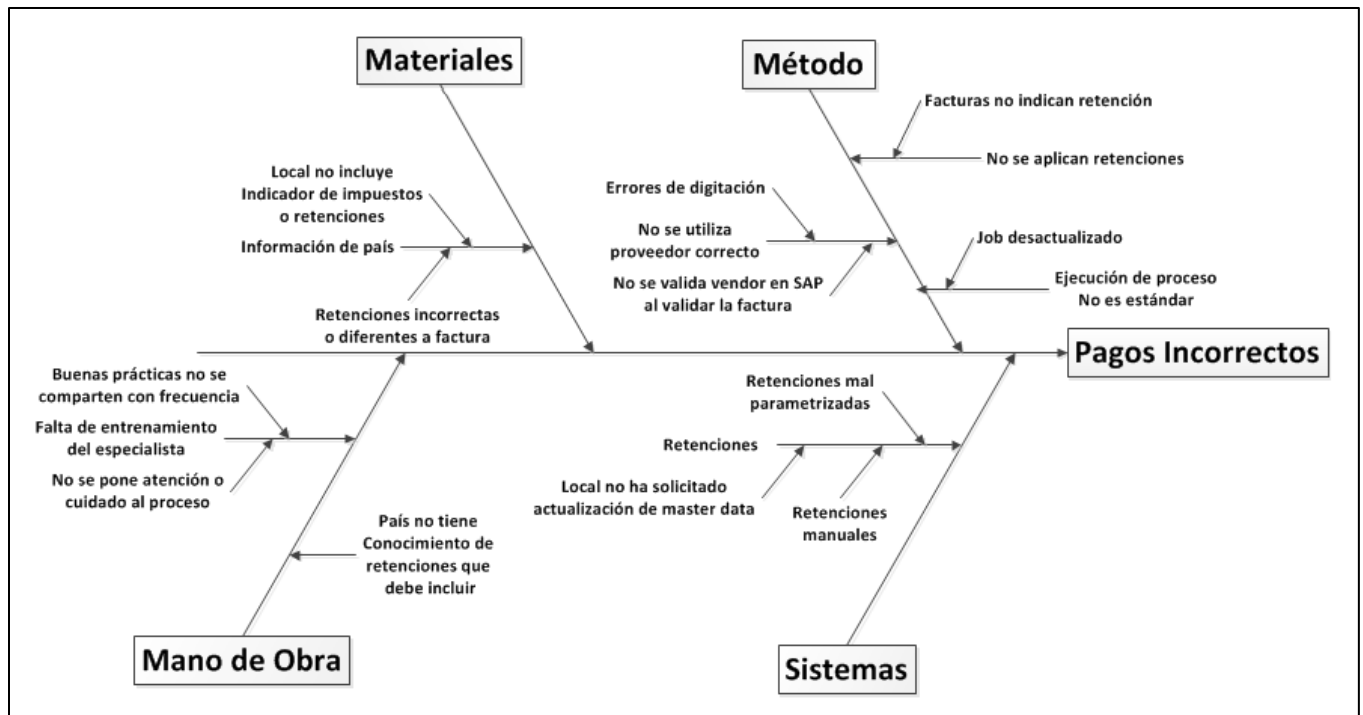 Materiales
Método
Facturas no indican retención
No se aplican retenciones
Local no incluye
Indicador de impuestos
o retenciones
Información de país
Retenciones incorrectas
o diferentes a factura
Errores de digitación
No se utiliza
proveedor correcto
No se valida vendor en SAP
al validar la factura
Job desactualizado
Ejecución de proceso
No es estándar
Pagos Incorrectos
Buenas prácticas no se
comparten con frecuencia
Falta de entrenamiento
del especialista
No se pone atención o
cuidado al proceso
País no tiene
Conocimiento de
retenciones que
debe incluir
Retenciones mal
parametrizadas
Retenciones
Local no ha solicitado
actualización de master data
Retenciones
manuales
Mano de Obra
Sistemas